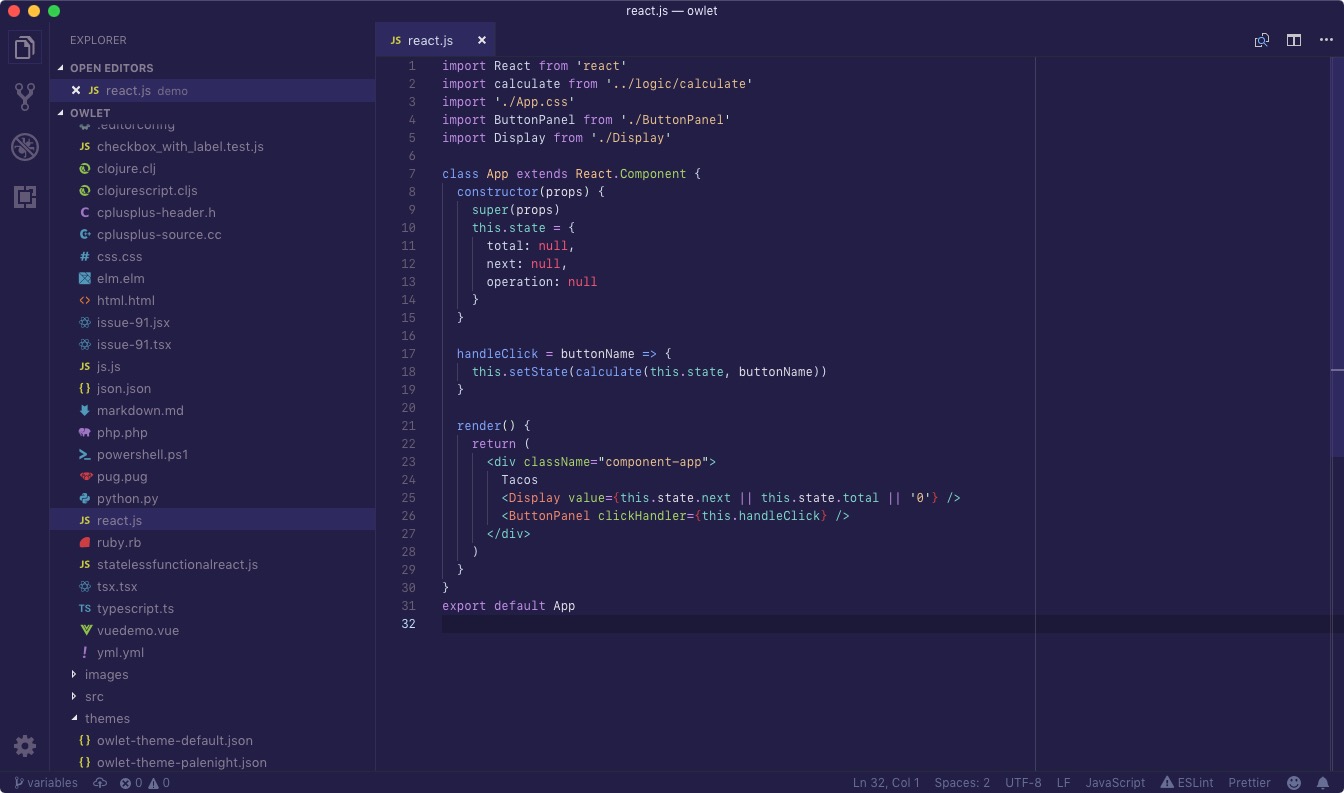 react.js — owlet
EXPLORER
OPEN EDITORS
JS react.js demo
OWLET
.editorconfig
JS checkbox_with_label.test.js
clojure.clj
clojurescript.cljs
C cplusplus-header.h
C+ cplusplus-source.cc
# css.css
elm.elm
<> html.html
issue-91.jsx
issue-91.tsx
JS js.js
{} json.json
markdown.md
php.php
powershell.ps1
pug.pug
python.py
JS react.js
ruby.rb
JS statelessfunctionalreact.js
tsx.tsx
TS typescript.ts
vuedemo.vue
! yml.yml
images
src
themes
{} owlet-theme-default.json
{} owlet-theme-palenight.json
JS react.js
1 import React from 'react'
2 import calculate from '../logic/calculate'
3 import './App.css'
4 import ButtonPanel from './ButtonPanel'
5 import Display from './Display'
6
7 class App extends React.Component {
8 constructor(props) {
9 super(props)
10 this.state = {
11 total: null,
12 next: null,
13 operation: null
14 }
15 }
16
17 handleClick = buttonName => {
18 this.setState(calculate(this.state, buttonName))
19 }
20
21 render() {
22 return (
23 <div className="component-app">
24 Tacos
25 <Display value={this.state.next || this.state.total || '0'} />
26 <ButtonPanel clickHandler={this.handleClick} />
27 </div>
28 )
29 }
30 }
31 export default App
32
variables 0 0 Ln 32, Col 1 Spaces: 2 UTF-8 LF JavaScript ESLint Prettier